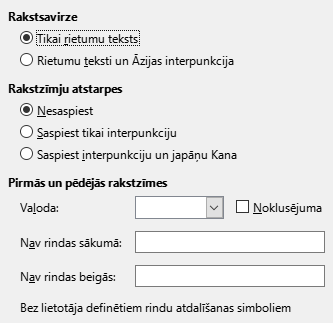 Rakstsavirze
Tikai rietumu teksts
Rietumu teksti un Āzijas interpunkcija
Rakstzīmju atstarpes
Nesaspiest
Saspiest tikai interpunkciju
Saspiest interpunkciju un japāņu Kana
Pirmās un pēdējās rakstzīmes
Valoda:
Noklusējuma
Nav rindas sākumā:
Nav rindas beigās:
Bez lietotāja definētiem rindu atdalīšanas simboliem